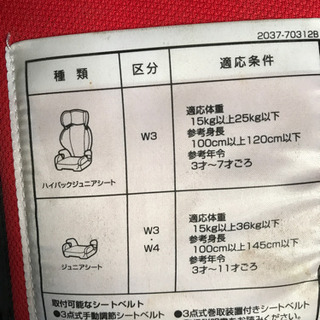 2037-70312B
種類 区分 適応条件
ハイバックジュニアシート
W3
適応体重
15kg以上25kg以下
参考身長
100cm以上120cm以下
参考年令
3才〜7才ごろ
ジュニアシート
W3
・
W4
適応体重
15kg以上36kg以下
参考身長
100cm以上145cm以下
参考年令
3才〜11才ごろ
取付可能なシートベルト
●3点式手動調節シートベルト ●3点式巻取装置付きシートベルト